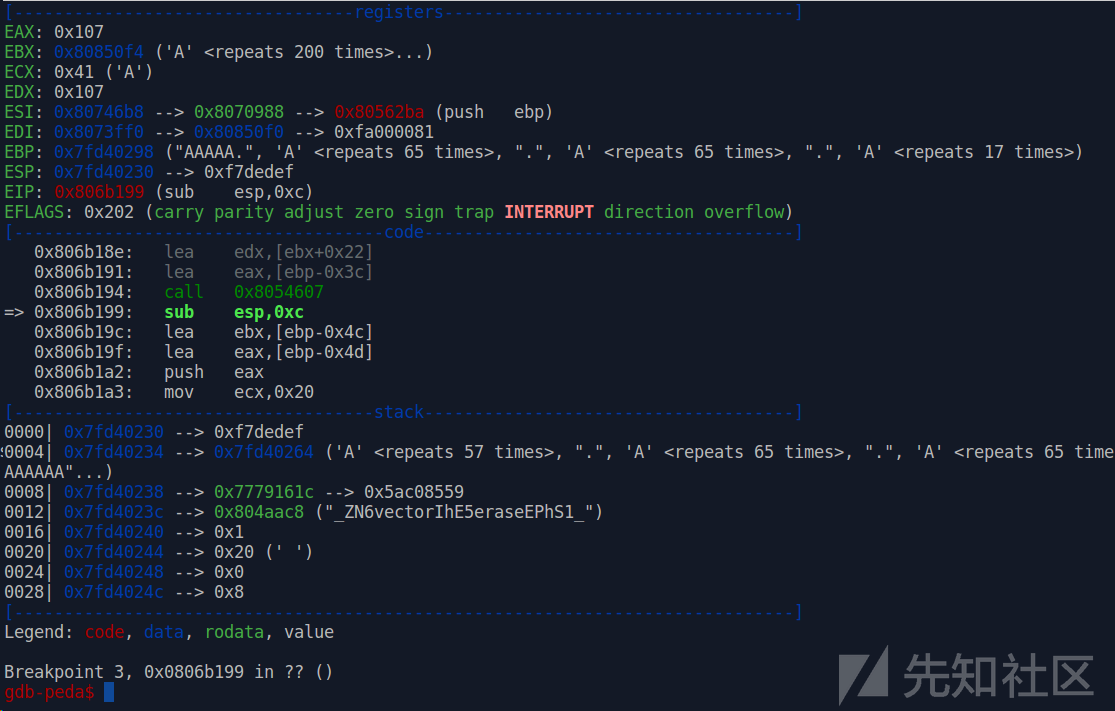 [----------------------------------registers-----------------------------------]
EAX: 0x107
EBX: 0x80850f4 ('A' <repeats 200 times>...)
ECX: 0x41 ('A')
EDX: 0x107
ESI: 0x80746b8 --> 0x8070988 --> 0x80562ba (push   ebp)
EDI: 0x8073ff0 --> 0x80850f0 --> 0xfa000081
EBP: 0x7fd40298 ("AAAAA.", 'A' <repeats 65 times>, ".", 'A' <repeats 65 times>, ".", 'A' <repeats 17 times>)
ESP: 0x7fd40230 --> 0xf7dedef
EIP: 0x806b199 (sub    esp,0xc)
EFLAGS: 0x202 (carry parity adjust zero sign trap INTERRUPT direction overflow)
[-------------------------------------code-------------------------------------]
   0x806b18e:   lea    edx,[ebx+0x22]
   0x806b191:   lea    eax,[ebp-0x3c]
   0x806b194:   call   0x8054607
=> 0x806b199:   sub    esp,0xc
   0x806b19c:   lea    ebx,[ebp-0x4c]
   0x806b19f:   lea    eax,[ebp-0x4d]
   0x806b1a2:   push   eax
   0x806b1a3:   mov    ecx,0x20
[------------------------------------stack-------------------------------------]
0000| 0x7fd40230 --> 0xf7dedef
0004| 0x7fd40234 --> 0x7fd40264 ('A' <repeats 57 times>, ".", 'A' <repeats 65 times>, ".", 'A' <repeats 65 time
AAAAAA"...)
0008| 0x7fd40238 --> 0x7779161c --> 0x5ac08559
0012| 0x7fd4023c --> 0x804aac8 ("_ZN6vectorIhE5eraseEPhS1_")
0016| 0x7fd40240 --> 0x1
0020| 0x7fd40244 --> 0x20 (' ')
0024| 0x7fd40248 --> 0x0
0028| 0x7fd4024c --> 0x8
[------------------------------------------------------------------------------]
Legend: code, data, rodata, value

Breakpoint 3, 0x0806b199 in ?? ()
gdb-peda$
先知社区